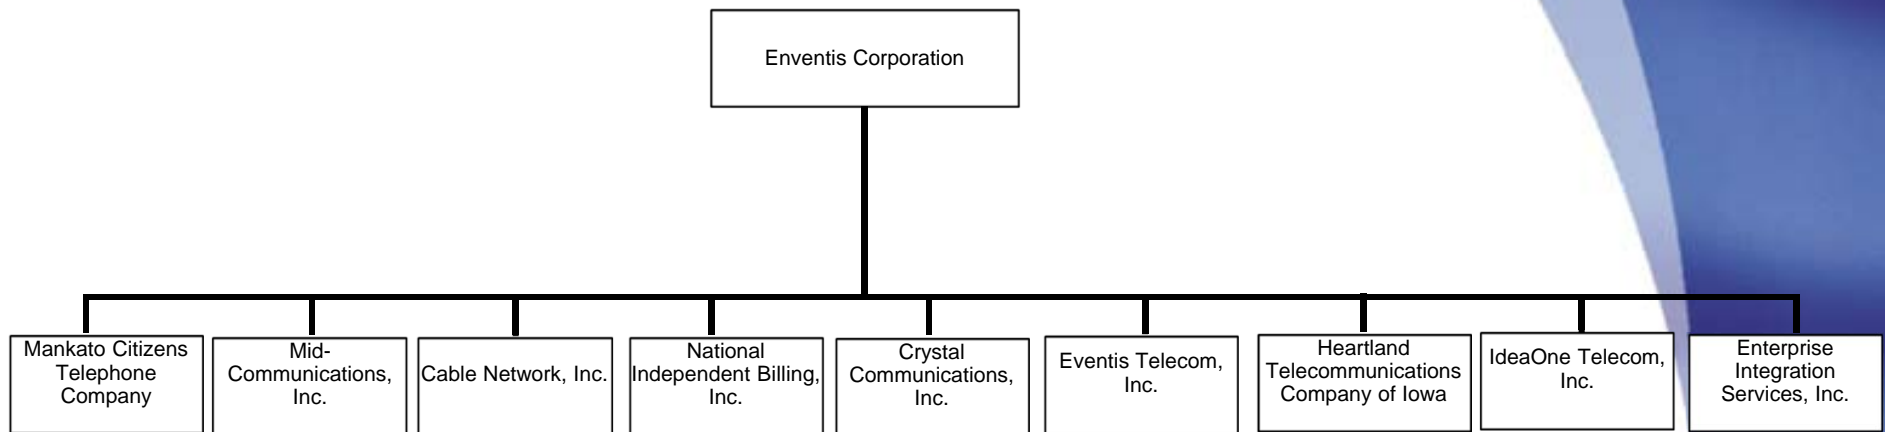 Enventis Corporation
Mankato Citizens
Telephone
Company
Mid-
Communications,
Inc.
Cable Network, Inc.
National
Independent Billing,
Inc.
Crystal
Communications,
Inc.
Eventis Telecom,
Inc.
Heartland
Telecommunications
Company of Iowa
IdeaOne Telecom,
Inc.
Enterprise
Integration
Services, Inc.